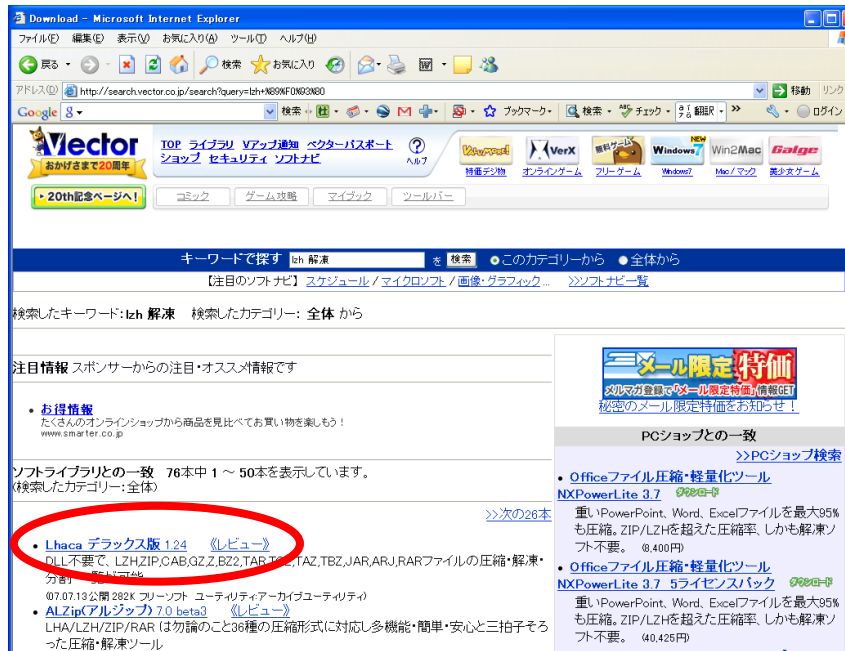 Download - Microsoft Internet Explorer
ファイル(F) 編集(E) 表示(V) お気に入り(A) ツール(T) ヘルプ(H)
戻る 検索 お気に入り
アドレス(D) http://search.vector.co.jp/search?query=lzh+%89%F0%93%80 移動 リンク
Google 検索 ブックマーク 検索 チェック 翻訳 ログイン
Vector
おかげさまで20周年
TOP ライブラリ Vアップ通知 ベクターパスポート
ショップ セキュリティ ソフトナビ
ヘルプ
特価デジ物
VerX
オンラインゲーム
無料ゲーム
フリーゲーム
NEW
Windows7
Windows7
Win2Mac
Mac / マック
Galge
美少女ゲーム
20th記念ページへ!
コミック ゲーム攻略 マイブック ツールバー
キーワードで探す lzh 解凍 を 検索 このカテゴリーから 全体から
【注目のソフトナビ】 スケジュール / マイクロソフト / 画像・グラフィック... >>ソフトナビ一覧
検索したキーワード:lzh 解凍 検索したカテゴリー: 全体 から
注目情報 スポンサーからの注目・オススメ情報です
• お得情報
たくさんのオンラインショップから商品を見比べてお買い物を楽しもう!
www.smarter.co.jp
ソフトライブラリとの一致 76本中 1 ~ 50本を表示しています。
(検索したカテゴリー:全体)
>>次の26本
• Lhaca デラックス版 1.24 《レビュー》
DLL不要で、LZH,ZIP,CAB,GZ,Z,BZ2,TAR,TGZ,TAZ,TBZ,JAR,ARJ,RARファイルの圧縮・解凍・
分割・一覧が可能
(07.07.13公開 282K フリーソフト ユーティリティ:アーカイブユーティリティ)
• ALZip(アルジップ) 7.0 beta3 《レビュー》
LHA/LZH/ZIP/RAR は勿論のこと36種の圧縮形式に対応し多機能・簡単・安心と三拍子そろ
った圧縮・解凍ツール
メール限定特価
メルマガ登録で「メール限定特価」情報GET
秘密のメール限定特価をお知らせ!
PCショップとの一致
>>PCショップ検索
• Officeファイル圧縮・軽量化ツール
NXPowerLite 3.7 ダウンロード
重いPowerPoint、Word、Excelファイルを最大95%
も圧縮。ZIP/LZHを超えた圧縮率、しかも解凍ソ
フト不要。 (8,400円)
• Officeファイル圧縮・軽量化ツール
NXPowerLite 3.7 5ライセンスパック ダウンロード
重いPowerPoint、Word、Excelファイルを最大95%
も圧縮。ZIP/LZHを超えた圧縮率、しかも解凍ソ
フト不要。 (40,425円)